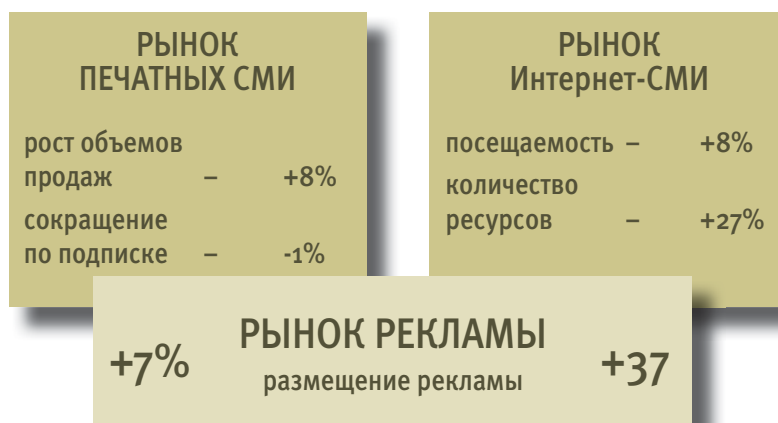 РЫНОК
ПЕЧАТНЫХ СМИ
рост объемов
продаж – +8%
сокращение
по подписке – -1%
РЫНОК
Интернет-СМИ
посещаемость – +8%
количество
ресурсов – +27%
+7%
РЫНОК РЕКЛАМЫ
размещение рекламы
+37